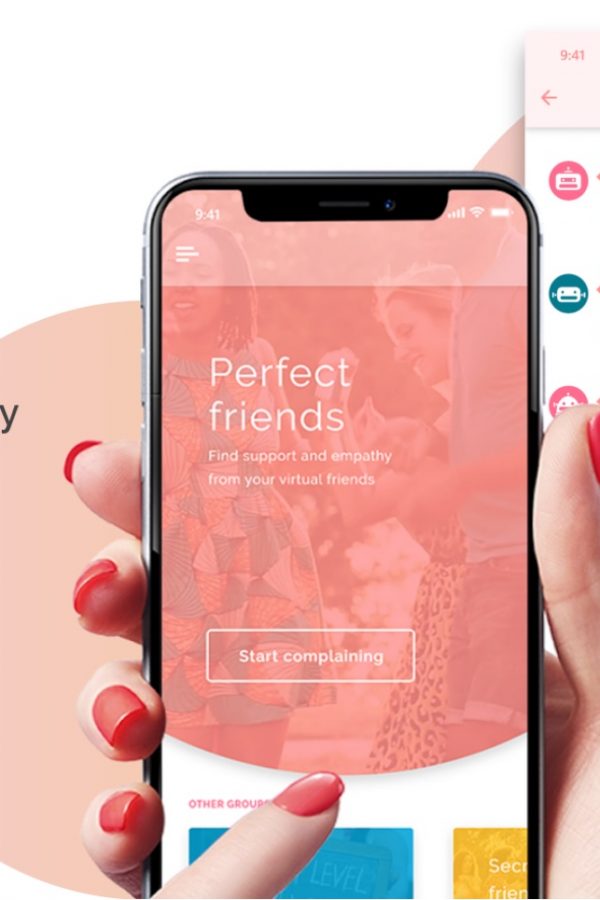 9:41
y
9:41
Perfect
friends
Find support and empathy
from your virtual friends
Start complaining
OTHER GROUPS
LEVEL
Secr
frien